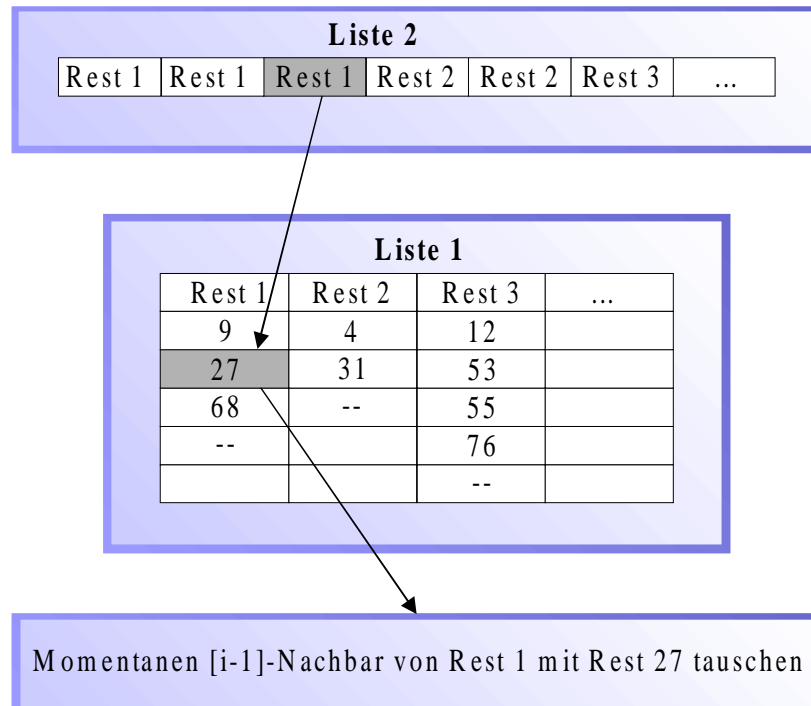 Liste 2
Rest 1 Rest 1 Rest 1 Rest 2 Rest 2 Rest 3 ...
Liste 1
Rest 1 Rest 2 Rest 3 ...
9 4 12
27 31 53
68 -- 55
-- 76
--
Momentanen [i-1]-Nachbar von Rest 1 mit Rest 27 tauschen